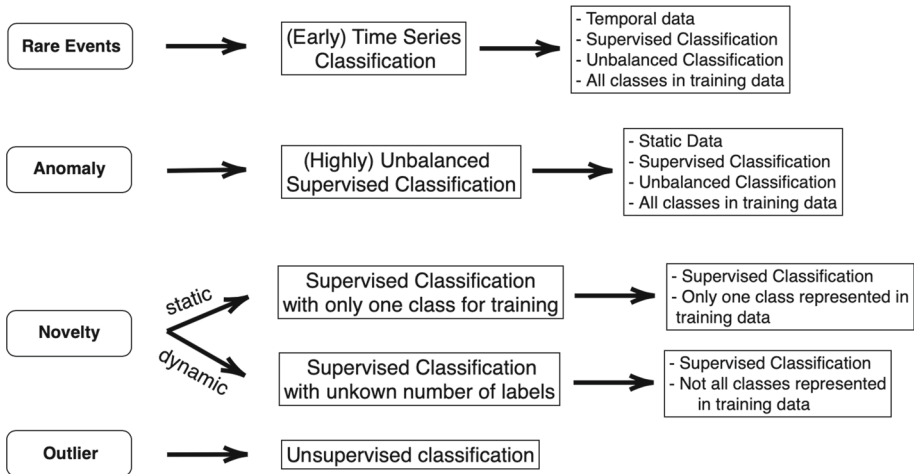 Rare Events
(Early) Time Series
Classification
- Temporal data
- Supervised Classification
- Unbalanced Classification
- All classes in training data
Anomaly
(Highly) Unbalanced
Supervised Classification
- Static Data
- Supervised Classification
- Unbalanced Classification
- All classes in training data
Novelty
static
Supervised Classification
with only one class for training
- Supervised Classification
- Only one class represented in
training data
dynamic
Supervised Classification
with unkown number of labels
- Supervised Classification
- Not all classes represented
in training data
Outlier
Unsupervised classification